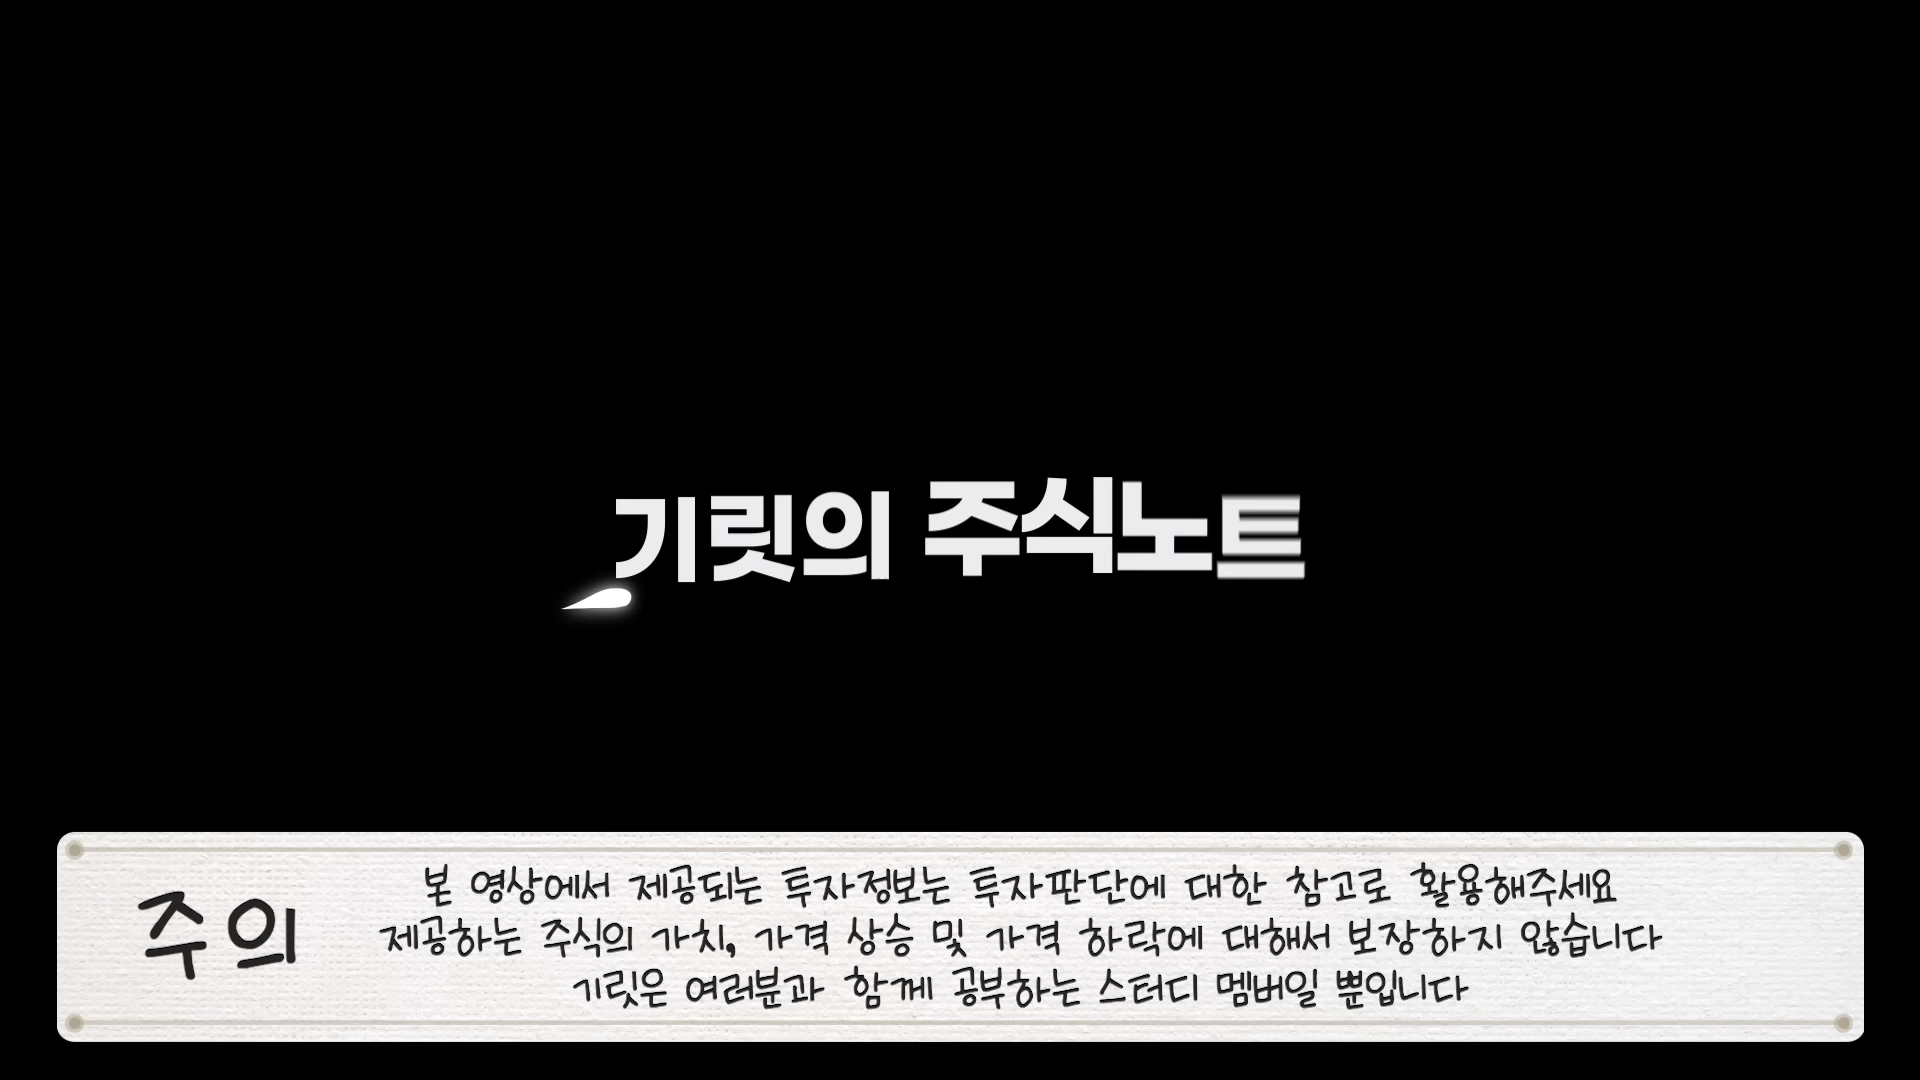 기릿의 주식노트
주의
본 영상에서 제공되는 투자정보는 투자판단에 대한 참고로 활용해주세요
제공하는 주식의 가치, 가격 상승 및 가격 하락에 대해서 보장하지 않습니다
기릿은 여러분과 함께 공부하는 스터디 멤버일 뿐입니다